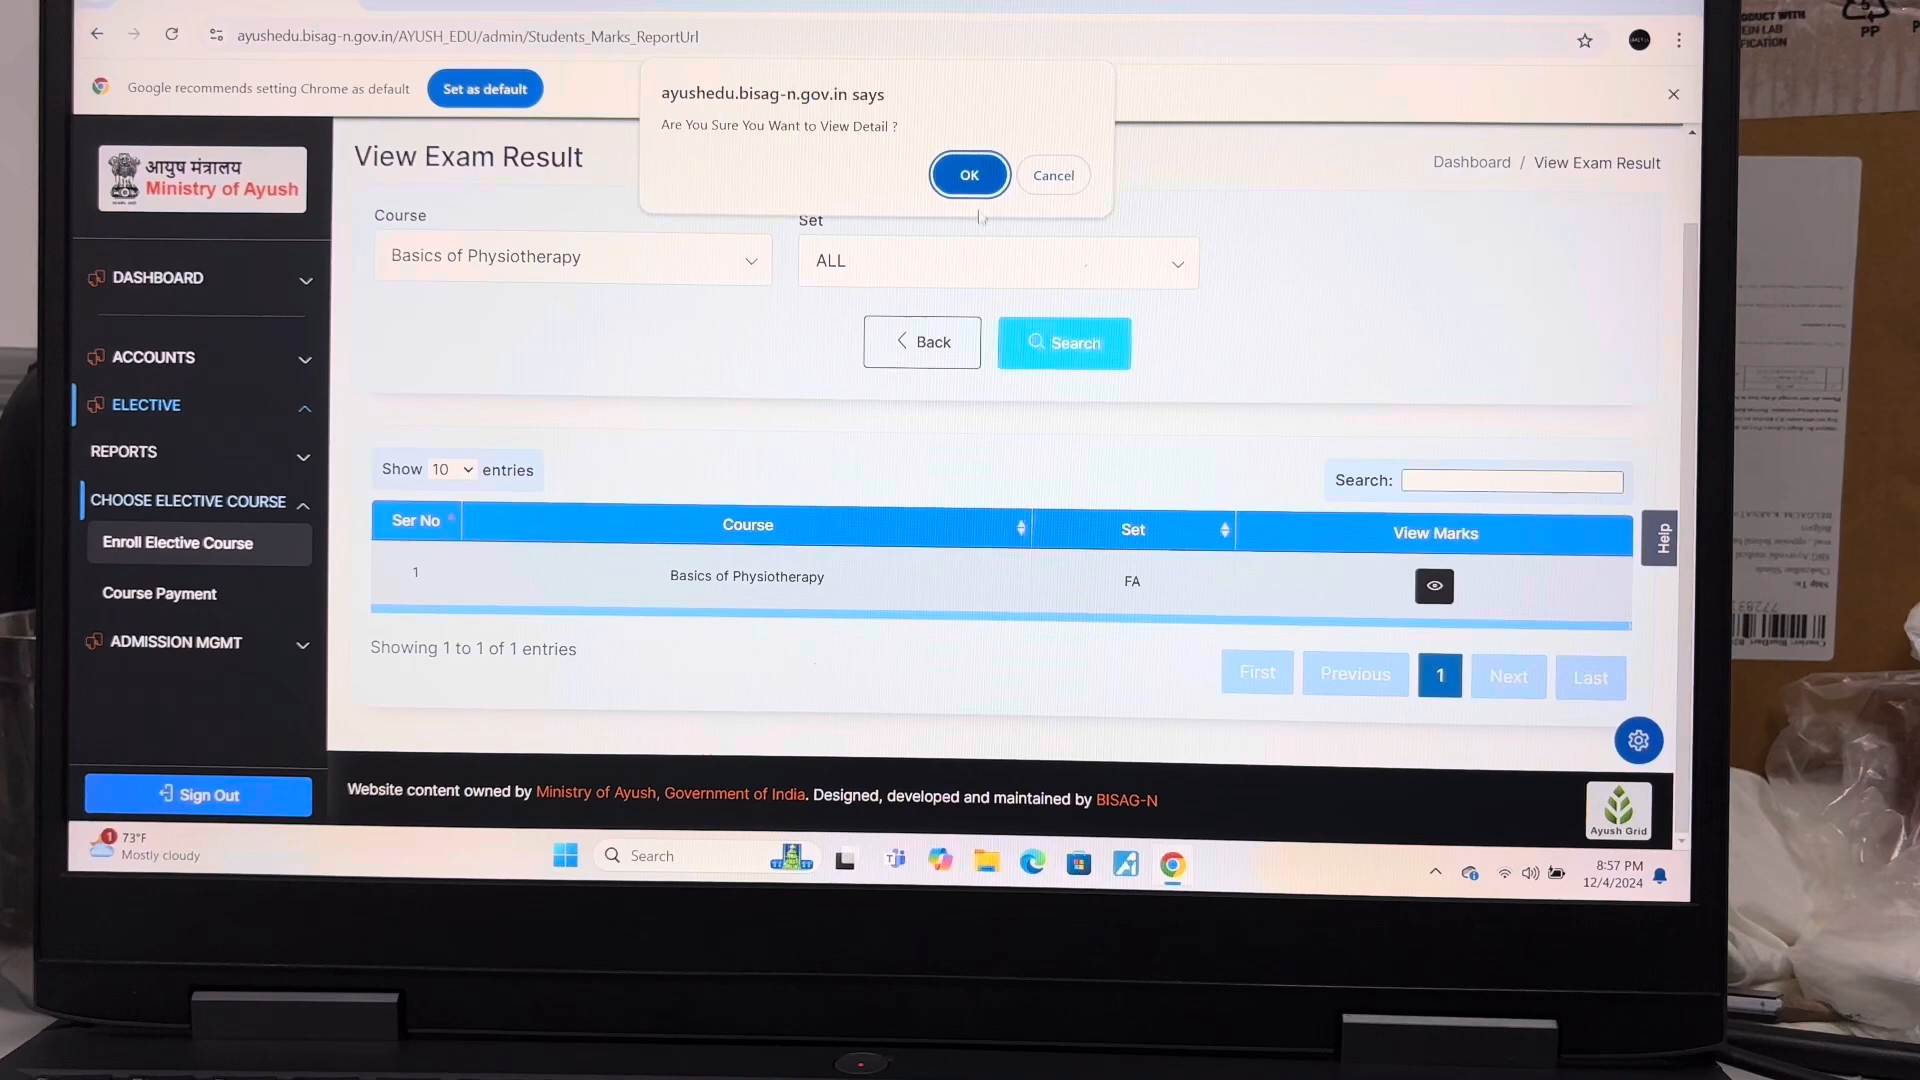 ayushedu.bisag-n.gov.in/AYUSH_EDU/admin/Students_Marks_ReportUrl
Google recommends setting Chrome as default
Set as default
ayushedu.bisag-n.gov.in says
Are You Sure You Want to View Detail ?
OK
Cancel
आयुष मंत्रालय
Ministry of Ayush
View Exam Result
Dashboard / View Exam Result
Course
Set
Basics of Physiotherapy
ALL
Back
Search
DASHBOARD
ACCOUNTS
ELECTIVE
REPORTS
CHOOSE ELECTIVE COURSE
Enroll Elective Course
Course Payment
ADMISSION MGMT
Sign Out
Show 10 entries
Search:
Ser No
Course
Set
View Marks
1
Basics of Physiotherapy
FA
Help
Showing 1 to 1 of 1 entries
First
Previous
1
Next
Last
Website content owned by Ministry of Ayush, Government of India. Designed, developed and maintained by BISAG-N
Ayush Grid
1
73°F
Mostly cloudy
Search
8:57 PM
12/4/2024
PP